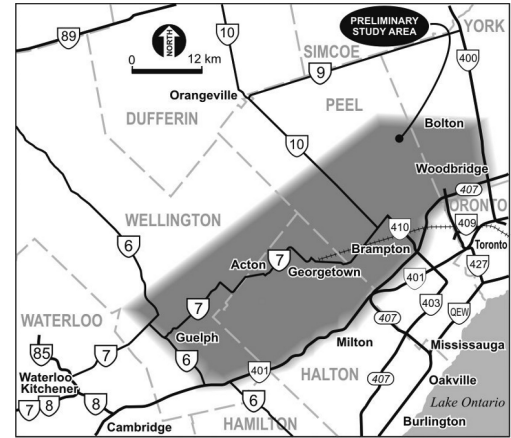 PRELIMINARY
STUDY AREA
YORK
89
NORTH
10
SIMCOE
400
0 12 km
9
Orangeville
PEEL
DUFFERIN
Bolton
10
Woodbridge
407
WELLINGTON
ORONTO
410
409
6
Brampton
Toronto
Acton
7
Georgetown
427
401
7
403
QEW
WATERLOO
407
Guelph
85
7
6
Milton
Mississauga
Waterloo
Kitchener
401
HALTON
407
Oakville
7
8
8
6
Lake Ontario
Cambridge
HAMILTON
Burlington